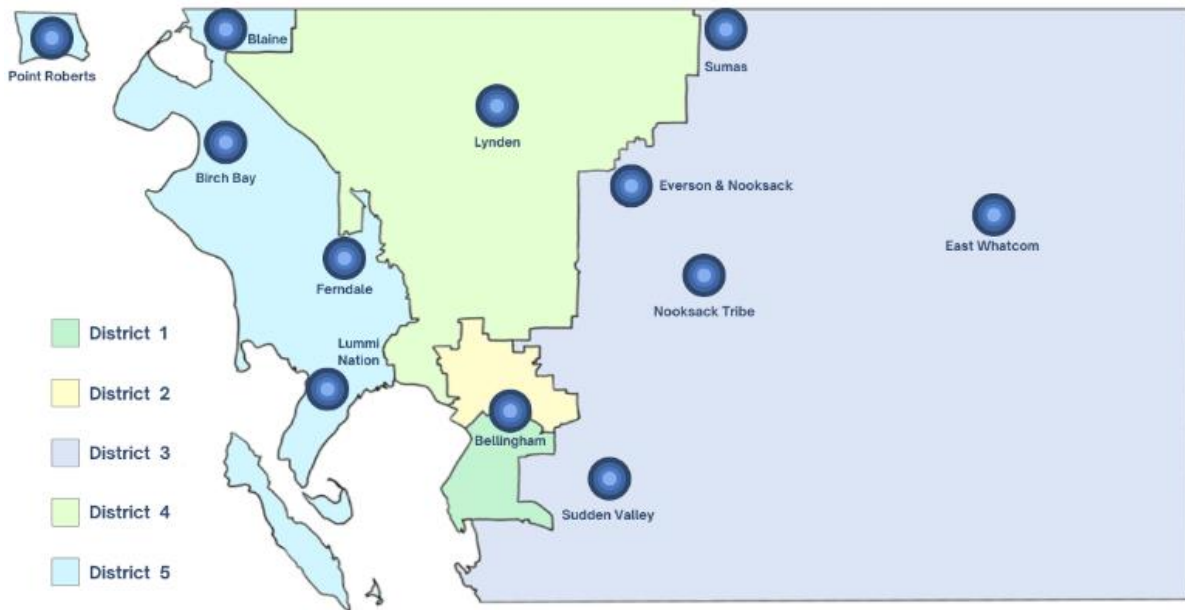 Blaine
Point Roberts
Sumas
Lynden
Birch Bay
Everson & Nooksack
East Whatcom
Ferndale
Nooksack Tribe
Lummi
Nation
Bellingham
Sudden Valley
District 1
District 2
District 3
District 4
District 5